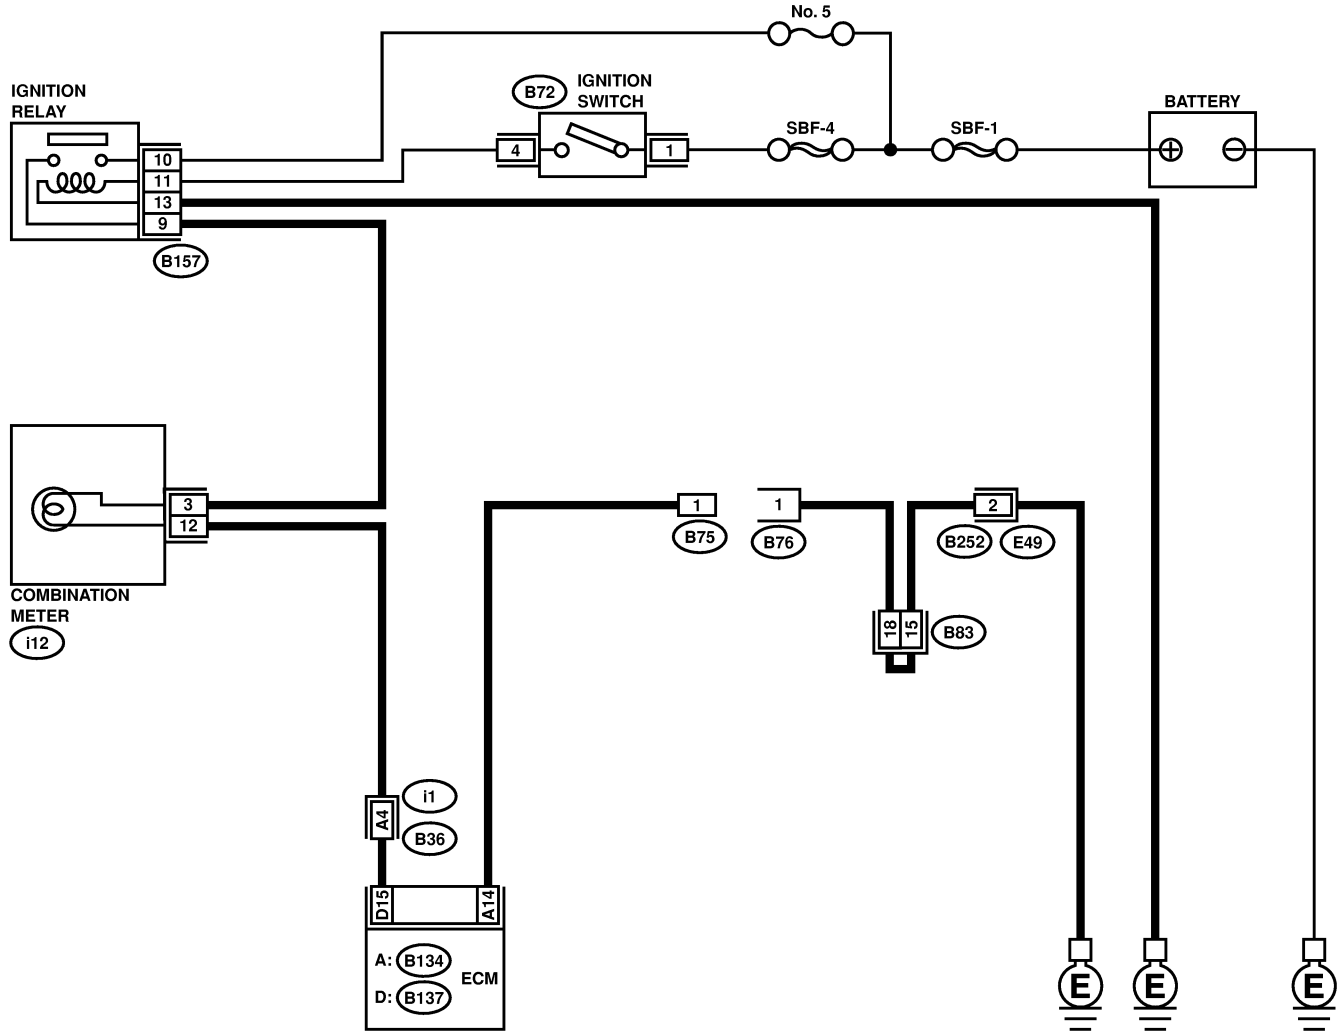 No. 5
IGNITION
RELAY
B72
IGNITION
SWITCH
BATTERY
SBF-4
SBF-1
10
11
13
9
4
1
B157
3
12
1
B75
1
B76
2
B252
E49
18
15
B83
COMBINATION
METER
i12
A4
i1
B36
D15
A14
A: B134
ECM
D: B137
E
E
E